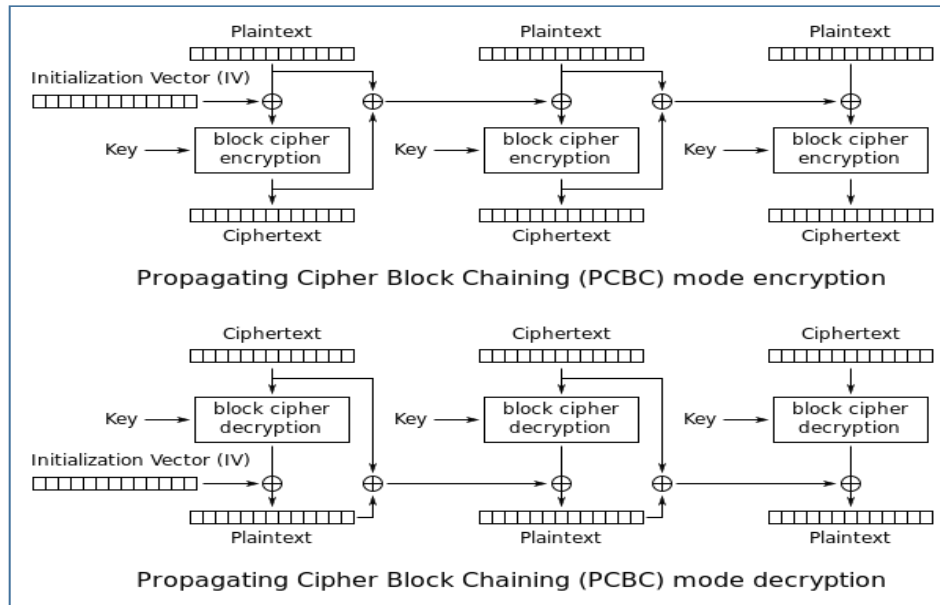 Plaintext Plaintext Plaintext
Initialization Vector (IV)
Key block cipher encryption Key block cipher encryption Key block cipher encryption
Ciphertext Ciphertext Ciphertext
Propagating Cipher Block Chaining (PCBC) mode encryption
Ciphertext Ciphertext Ciphertext
Key block cipher decryption Key block cipher decryption Key block cipher decryption
Initialization Vector (IV)
Plaintext Plaintext Plaintext
Propagating Cipher Block Chaining (PCBC) mode decryption